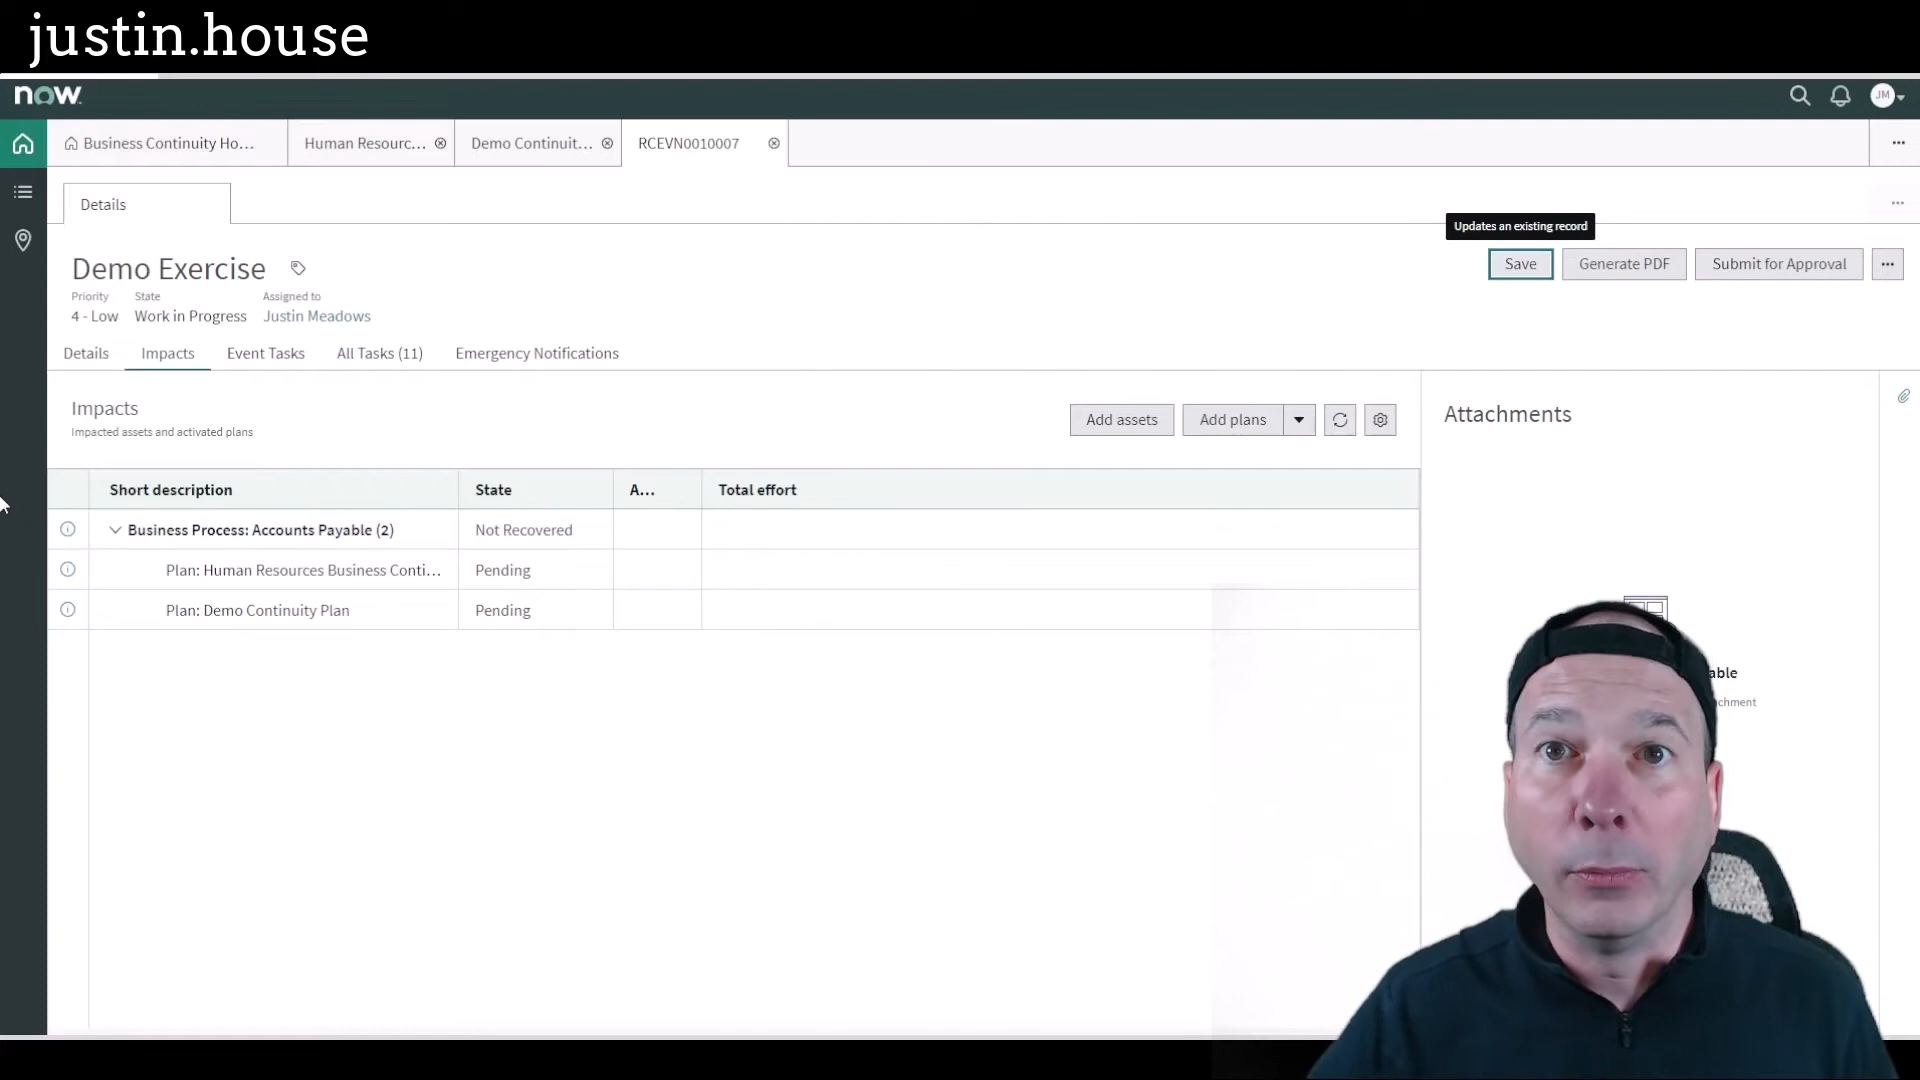 justin.house
now.
JM
Business Continuity Ho...
Human Resourc...
Demo Continuit...
RCEVN0010007
Details
Updates an existing record
Demo Exercise
Save
Generate PDF
Submit for Approval
Priority
State
Assigned to
4 - Low
Work in Progress
Justin Meadows
Details
Impacts
Event Tasks
All Tasks (11)
Emergency Notifications
Impacts
Impacted assets and activated plans
Add assets
Add plans
Attachments
Short description
State
A...
Total effort
Business Process: Accounts Payable (2)
Not Recovered
Plan: Human Resources Business Conti...
Pending
Plan: Demo Continuity Plan
Pending
able
chment